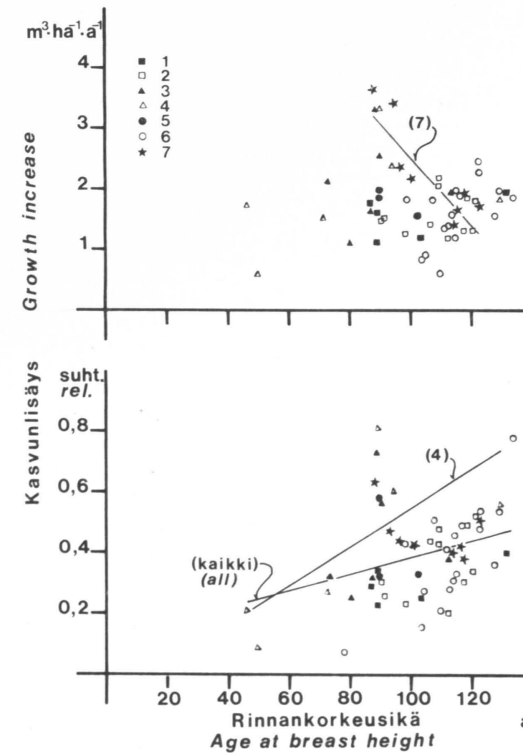 m³·ha⁻¹·a⁻¹
4
3
2
1
Growth increase
■ 1
□ 2
▲ 3
△ 4
● 5
○ 6
★ 7
(7)
Kasvunlisäys
suht.
rel.
0,8
0,6
0,4
0,2
(4)
(kaikki)
(all)
20 40 60 80 100 120
Rinnankorkeusikä a
Age at breast height